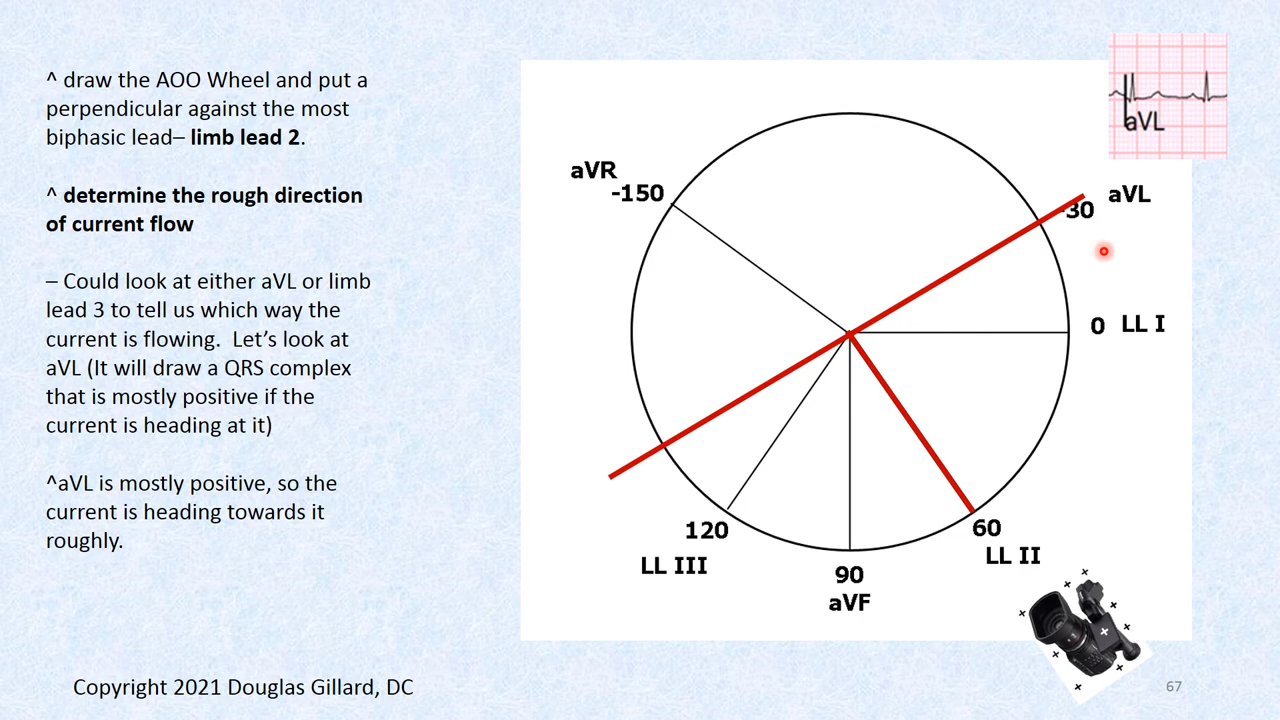 ^ draw the AOO Wheel and put a
perpendicular against the most
biphasic lead– limb lead 2.
^ determine the rough direction
of current flow
– Could look at either aVL or limb
lead 3 to tell us which way the
current is flowing.  Let’s look at
aVL (It will draw a QRS complex
that is mostly positive if the
current is heading at it)
^aVL is mostly positive, so the
current is heading towards it
roughly.
aVL
aVR
-150
aVL
-30
0 LL I
120
LL III
60
LL II
90
aVF
Copyright 2021 Douglas Gillard, DC
67